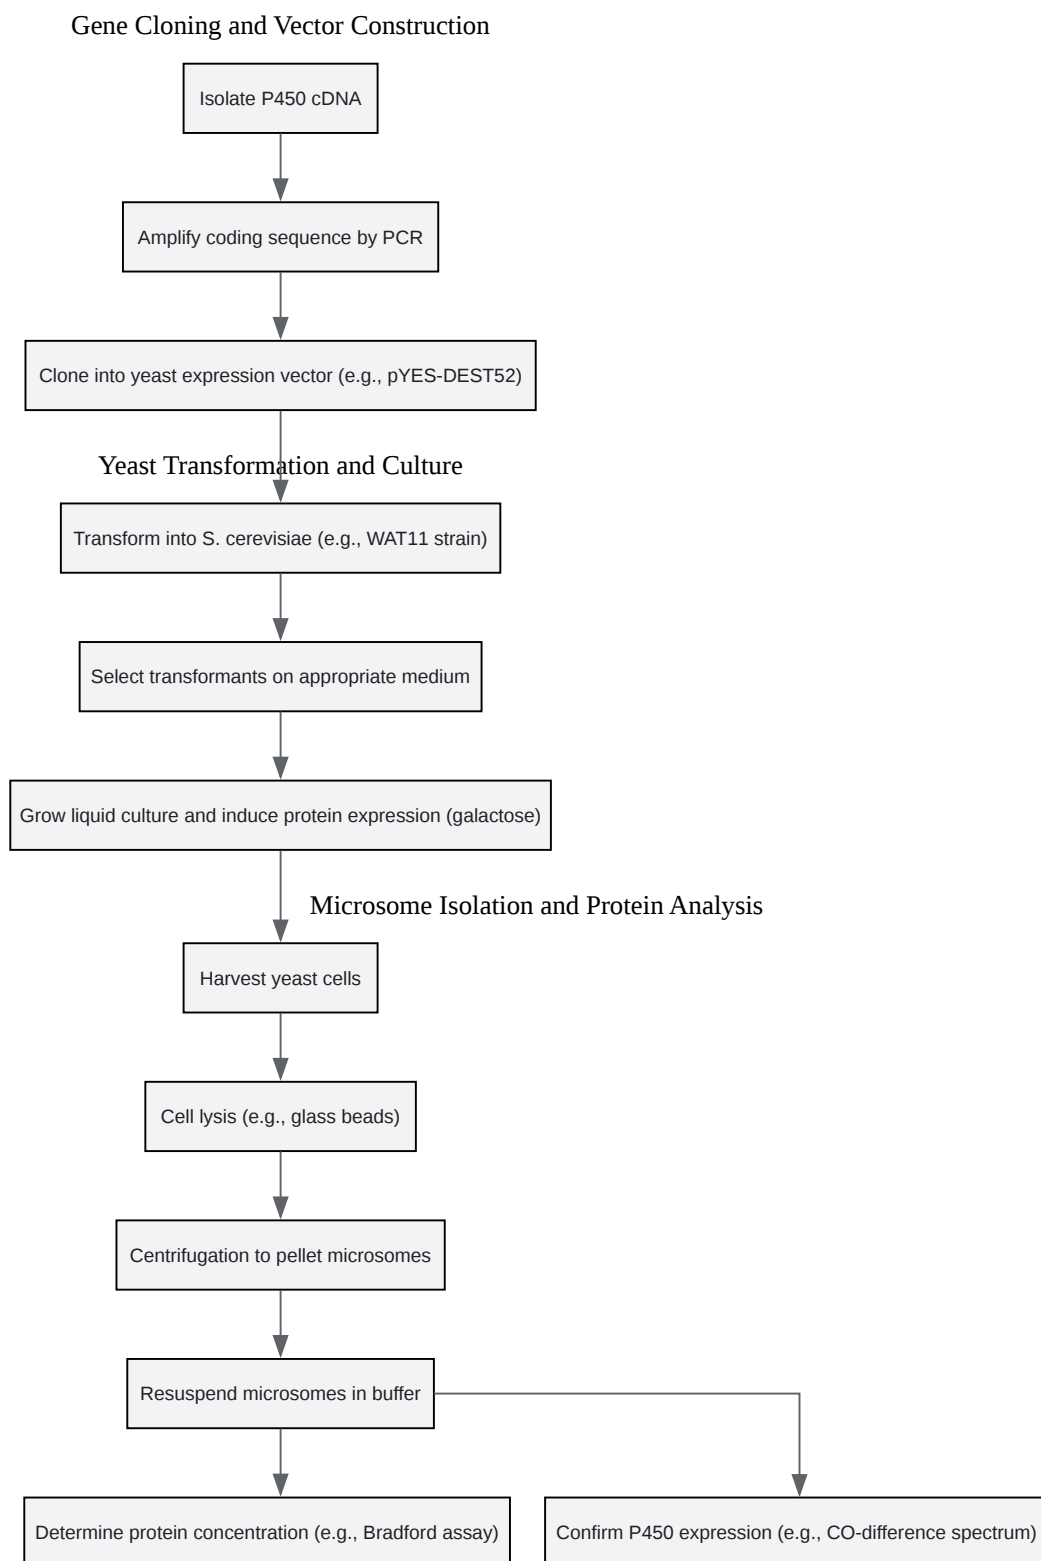 Gene Cloning and Vector Construction
Isolate P450 cDNA
Amplify coding sequence by PCR
Clone into yeast expression vector (e.g., pYES-DEST52)
Yeast Transformation and Culture
Transform into S. cerevisiae (e.g., WAT11 strain)
Select transformants on appropriate medium
Grow liquid culture and induce protein expression (galactose)
Microsome Isolation and Protein Analysis
Harvest yeast cells
Cell lysis (e.g., glass beads)
Centrifugation to pellet microsomes
Resuspend microsomes in buffer
Determine protein concentration (e.g., Bradford assay)
Confirm P450 expression (e.g., CO-difference spectrum)